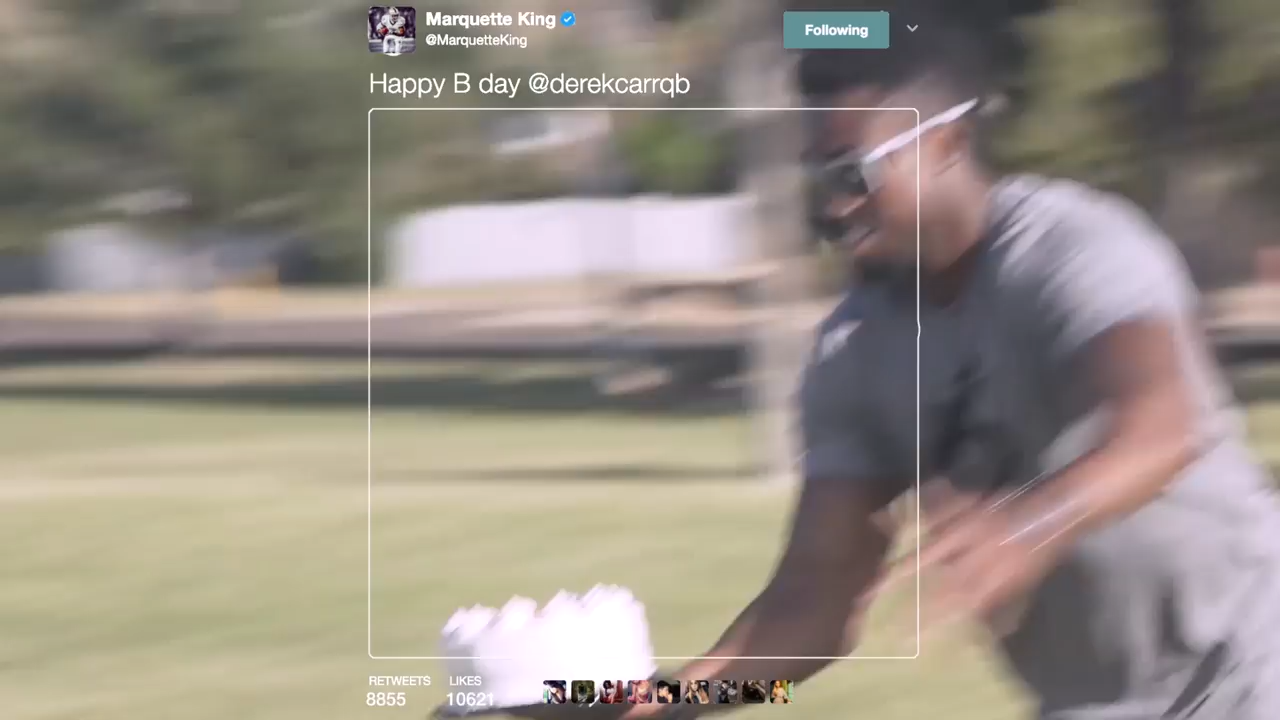 Marquette King
@MarquetteKing
Following
Happy B day @derekcarrqb
RETWEETS LIKES
8855 10621